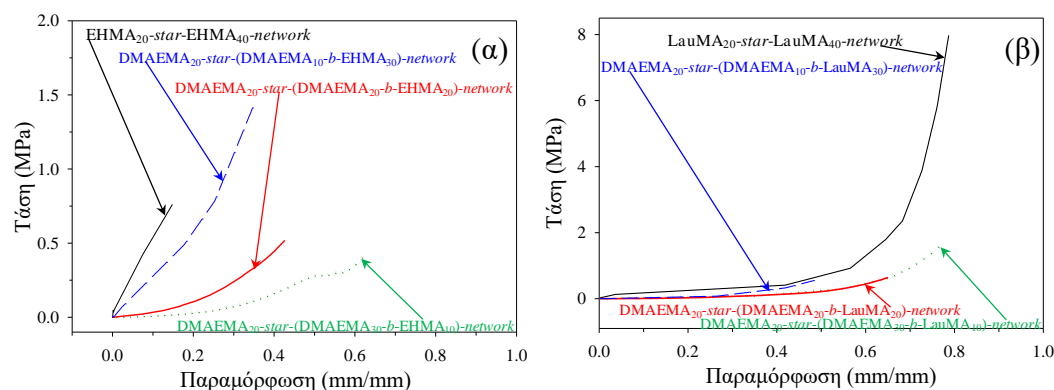 2.0
EHMA20-star-EHMA40-network
(α)
DMAEMA20-star-(DMAEMA10-b-EHMA30)-network
DMAEMA20-star-(DMAEMA20-b-EHMA20)-network
1.5
1.0
0.5
0.0
Τάση (MPa)
DMAEMA20-star-(DMAEMA30-b-EHMA10)-network
0.0 0.2 0.4 0.6 0.8 1.0
Παραμόρφωση (mm/mm)
8
LauMA20-star-LauMA40-network
(β)
DMAEMA20-star-(DMAEMA10-b-LauMA30)-network
6
4
2
0
Τάση (MPa)
DMAEMA20-star-(DMAEMA20-b-LauMA20)-network
DMAEMA20-star-(DMAEMA30-b-LauMA10)-network
0.0 0.2 0.4 0.6 0.8 1.0
Παραμόρφωση (mm/mm)